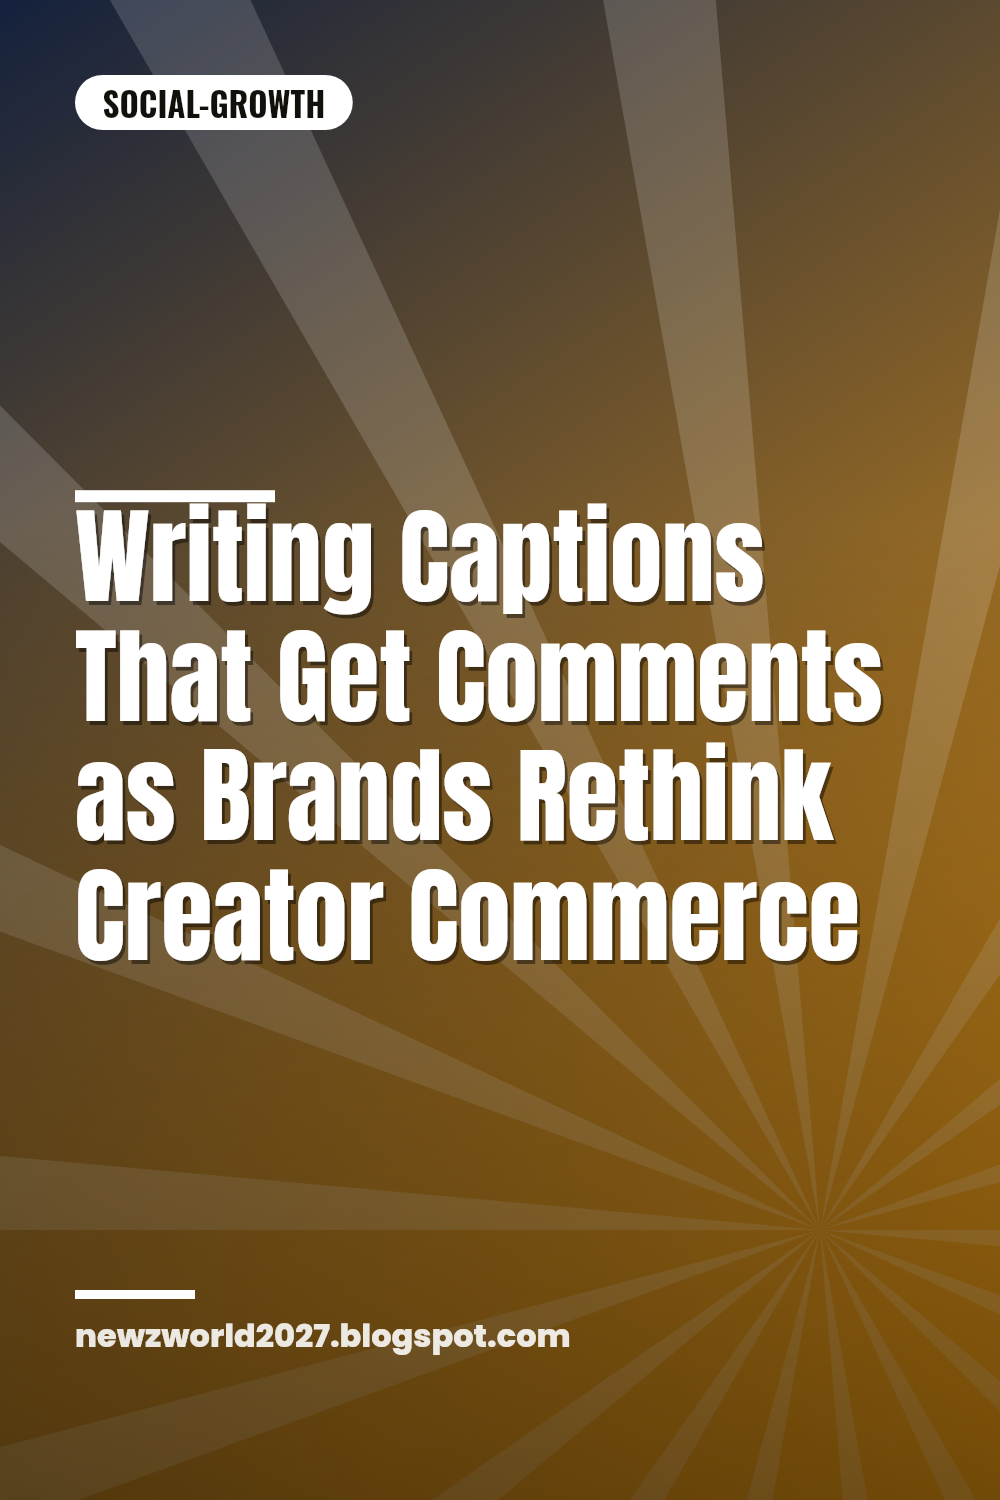 SOCIAL-GROWTH
Writing Captions
That Get Comments
as Brands Rethink
Creator Commerce
newzworld2027.blogspot.com